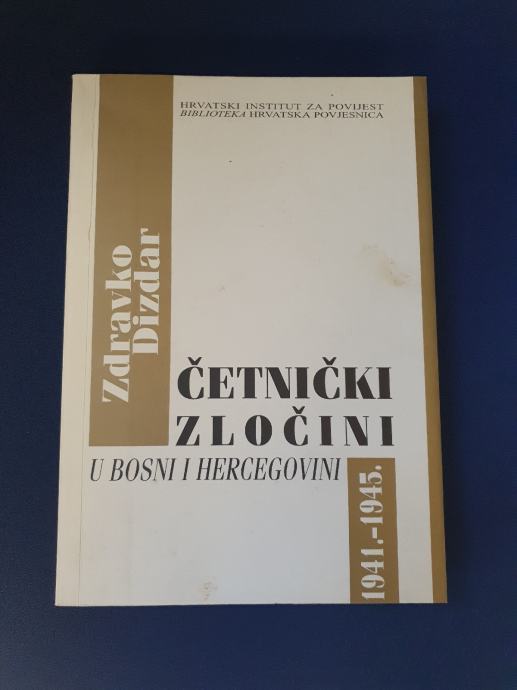 HRVATSKI INSTITUT ZA POVIJEST
BIBLIOTEKA HRVATSKA POVJESNICA
Zdravko
Dizdar
ČETNIČKI
ZLOČINI
U BOSNI I HERCEGOVINI
1941.-1945.